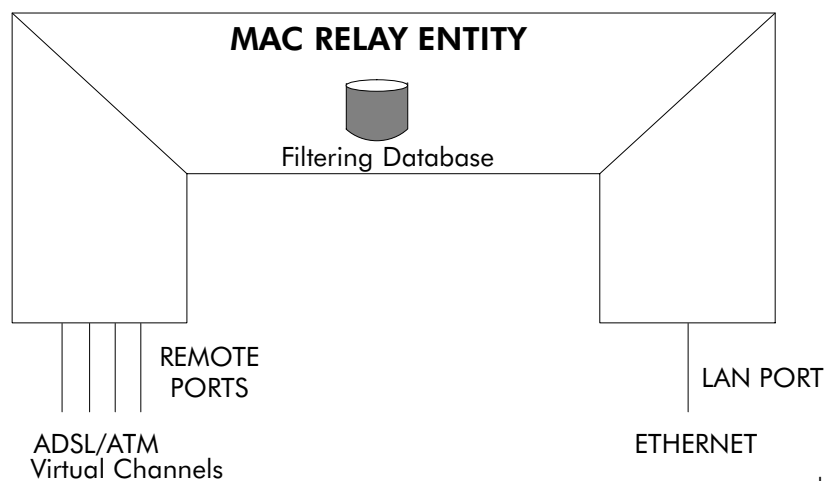 MAC RELAY ENTITY
Filtering Database
REMOTE
PORTS
LAN PORT
ADSL/ATM
Virtual Channels
ETHERNET